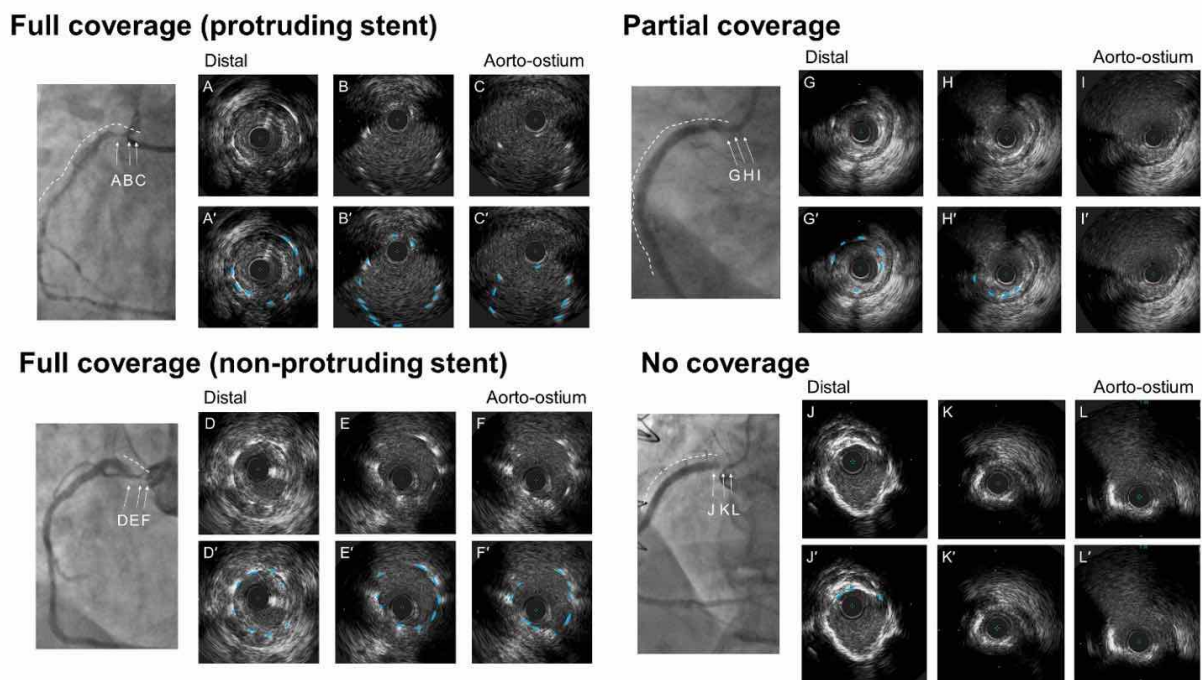 Full coverage (protruding stent)
Distal Aorto-ostium
A B C
ABC
A′ B′ C′
Partial coverage
Distal Aorto-ostium
G H I
GHI
G′ H′ I′
Full coverage (non-protruding stent)
Distal Aorto-ostium
D E F
DEF
D′ E′ F′
No coverage
Distal Aorto-ostium
J K L
J K L
J′ K′ L′